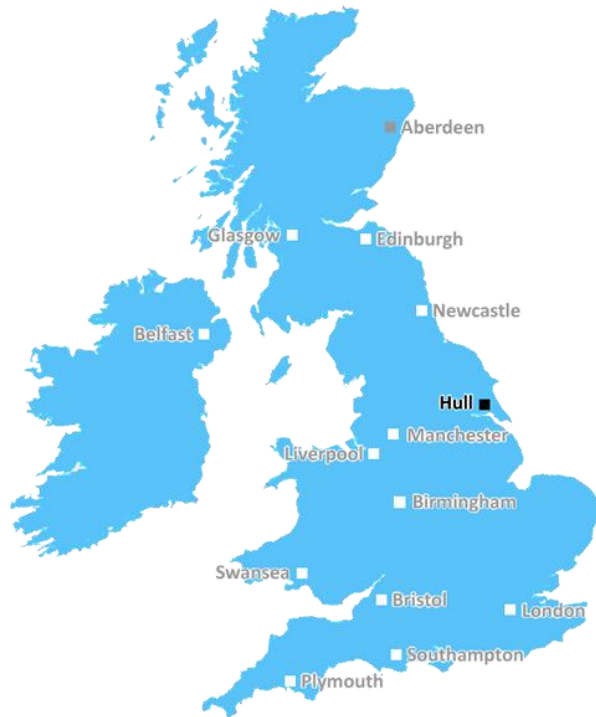 Aberdeen
Glasgow
Edinburgh
Newcastle
Belfast
Hull
Manchester
Liverpool
Birmingham
Swansea
Bristol
London
Southampton
Plymouth